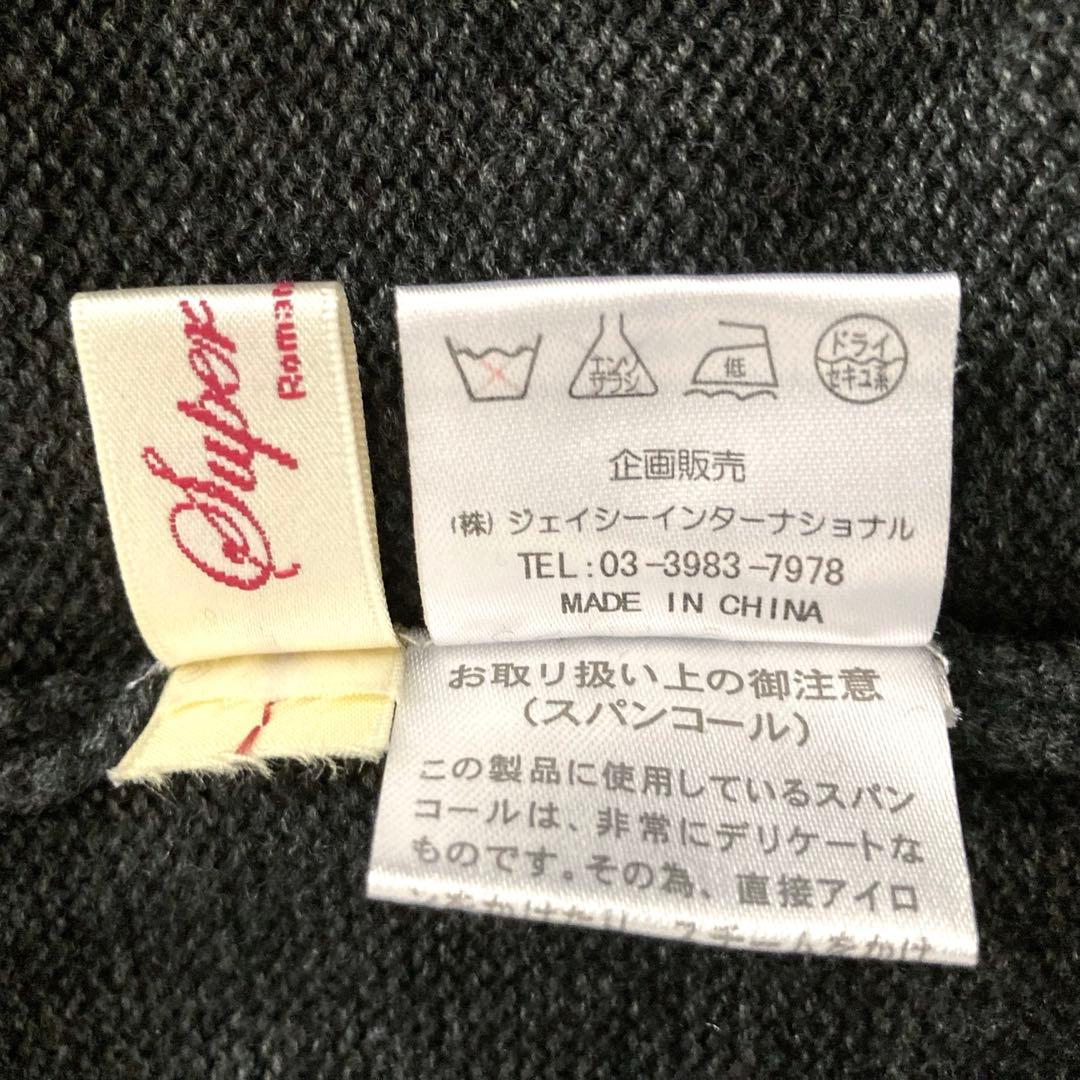 Super
エンソ
サラシ
低
ドライ
セキユ系
企画販売
(株)ジェイシーインターナショナル
TEL:03-3983-7978
MADE IN CHINA
お取り扱い上の御注意
(スパンコール)
この製品に使用しているスパン
コールは、非常にデリケートな
ものです。その為、直接アイロ